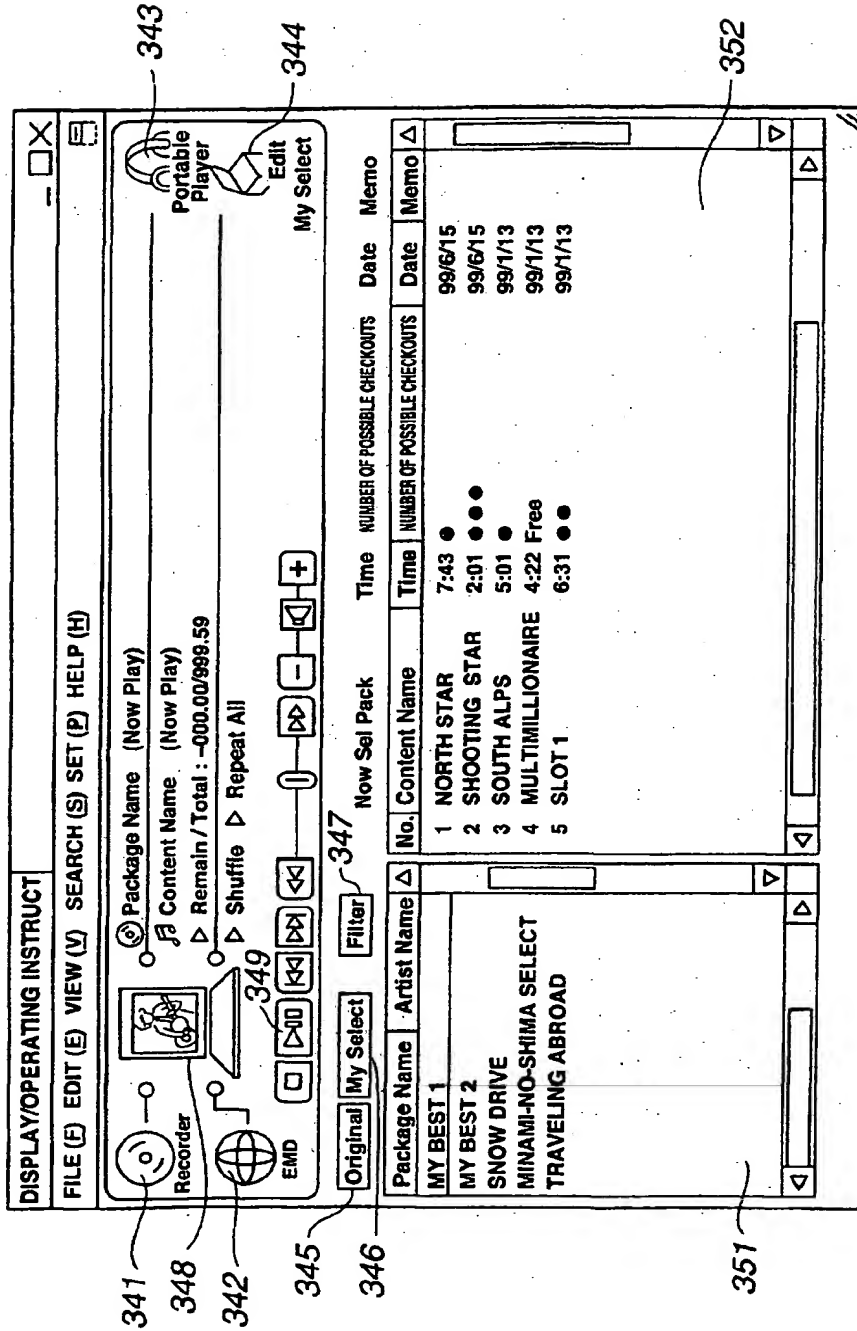 DISPLAY/OPERATING INSTRUCT
FILE (F) EDIT (E) VIEW (V) SEARCH (S) SET (P) HELP (H)
341
348
342
343
344
Recorder
EMD
Package Name (Now Play)
Content Name (Now Play)
Remain / Total : -000.00/999.59
Shuffle Repeat All
Portable
Player
Edit
My Select
349
345
346
347
Original My Select Filter
Now Sel Pack Time NUMBER OF POSSIBLE CHECKOUTS Date Memo
Package Name Artist Name
MY BEST 1
MY BEST 2
SNOW DRIVE
MINAMI-NO-SHIMA SELECT
TRAVELING ABROAD
351
No. Content Name Time NUMBER OF POSSIBLE CHECKOUTS Date Memo
1 NORTH STAR 7:43 ● 99/6/15
2 SHOOTING STAR 2:01 ● ● ● 99/6/15
3 SOUTH ALPS 5:01 ● 99/1/13
4 MULTIMILLIONAIRE 4:22 Free 99/1/13
5 SLOT 1 6:31 ● ● 99/1/13
352